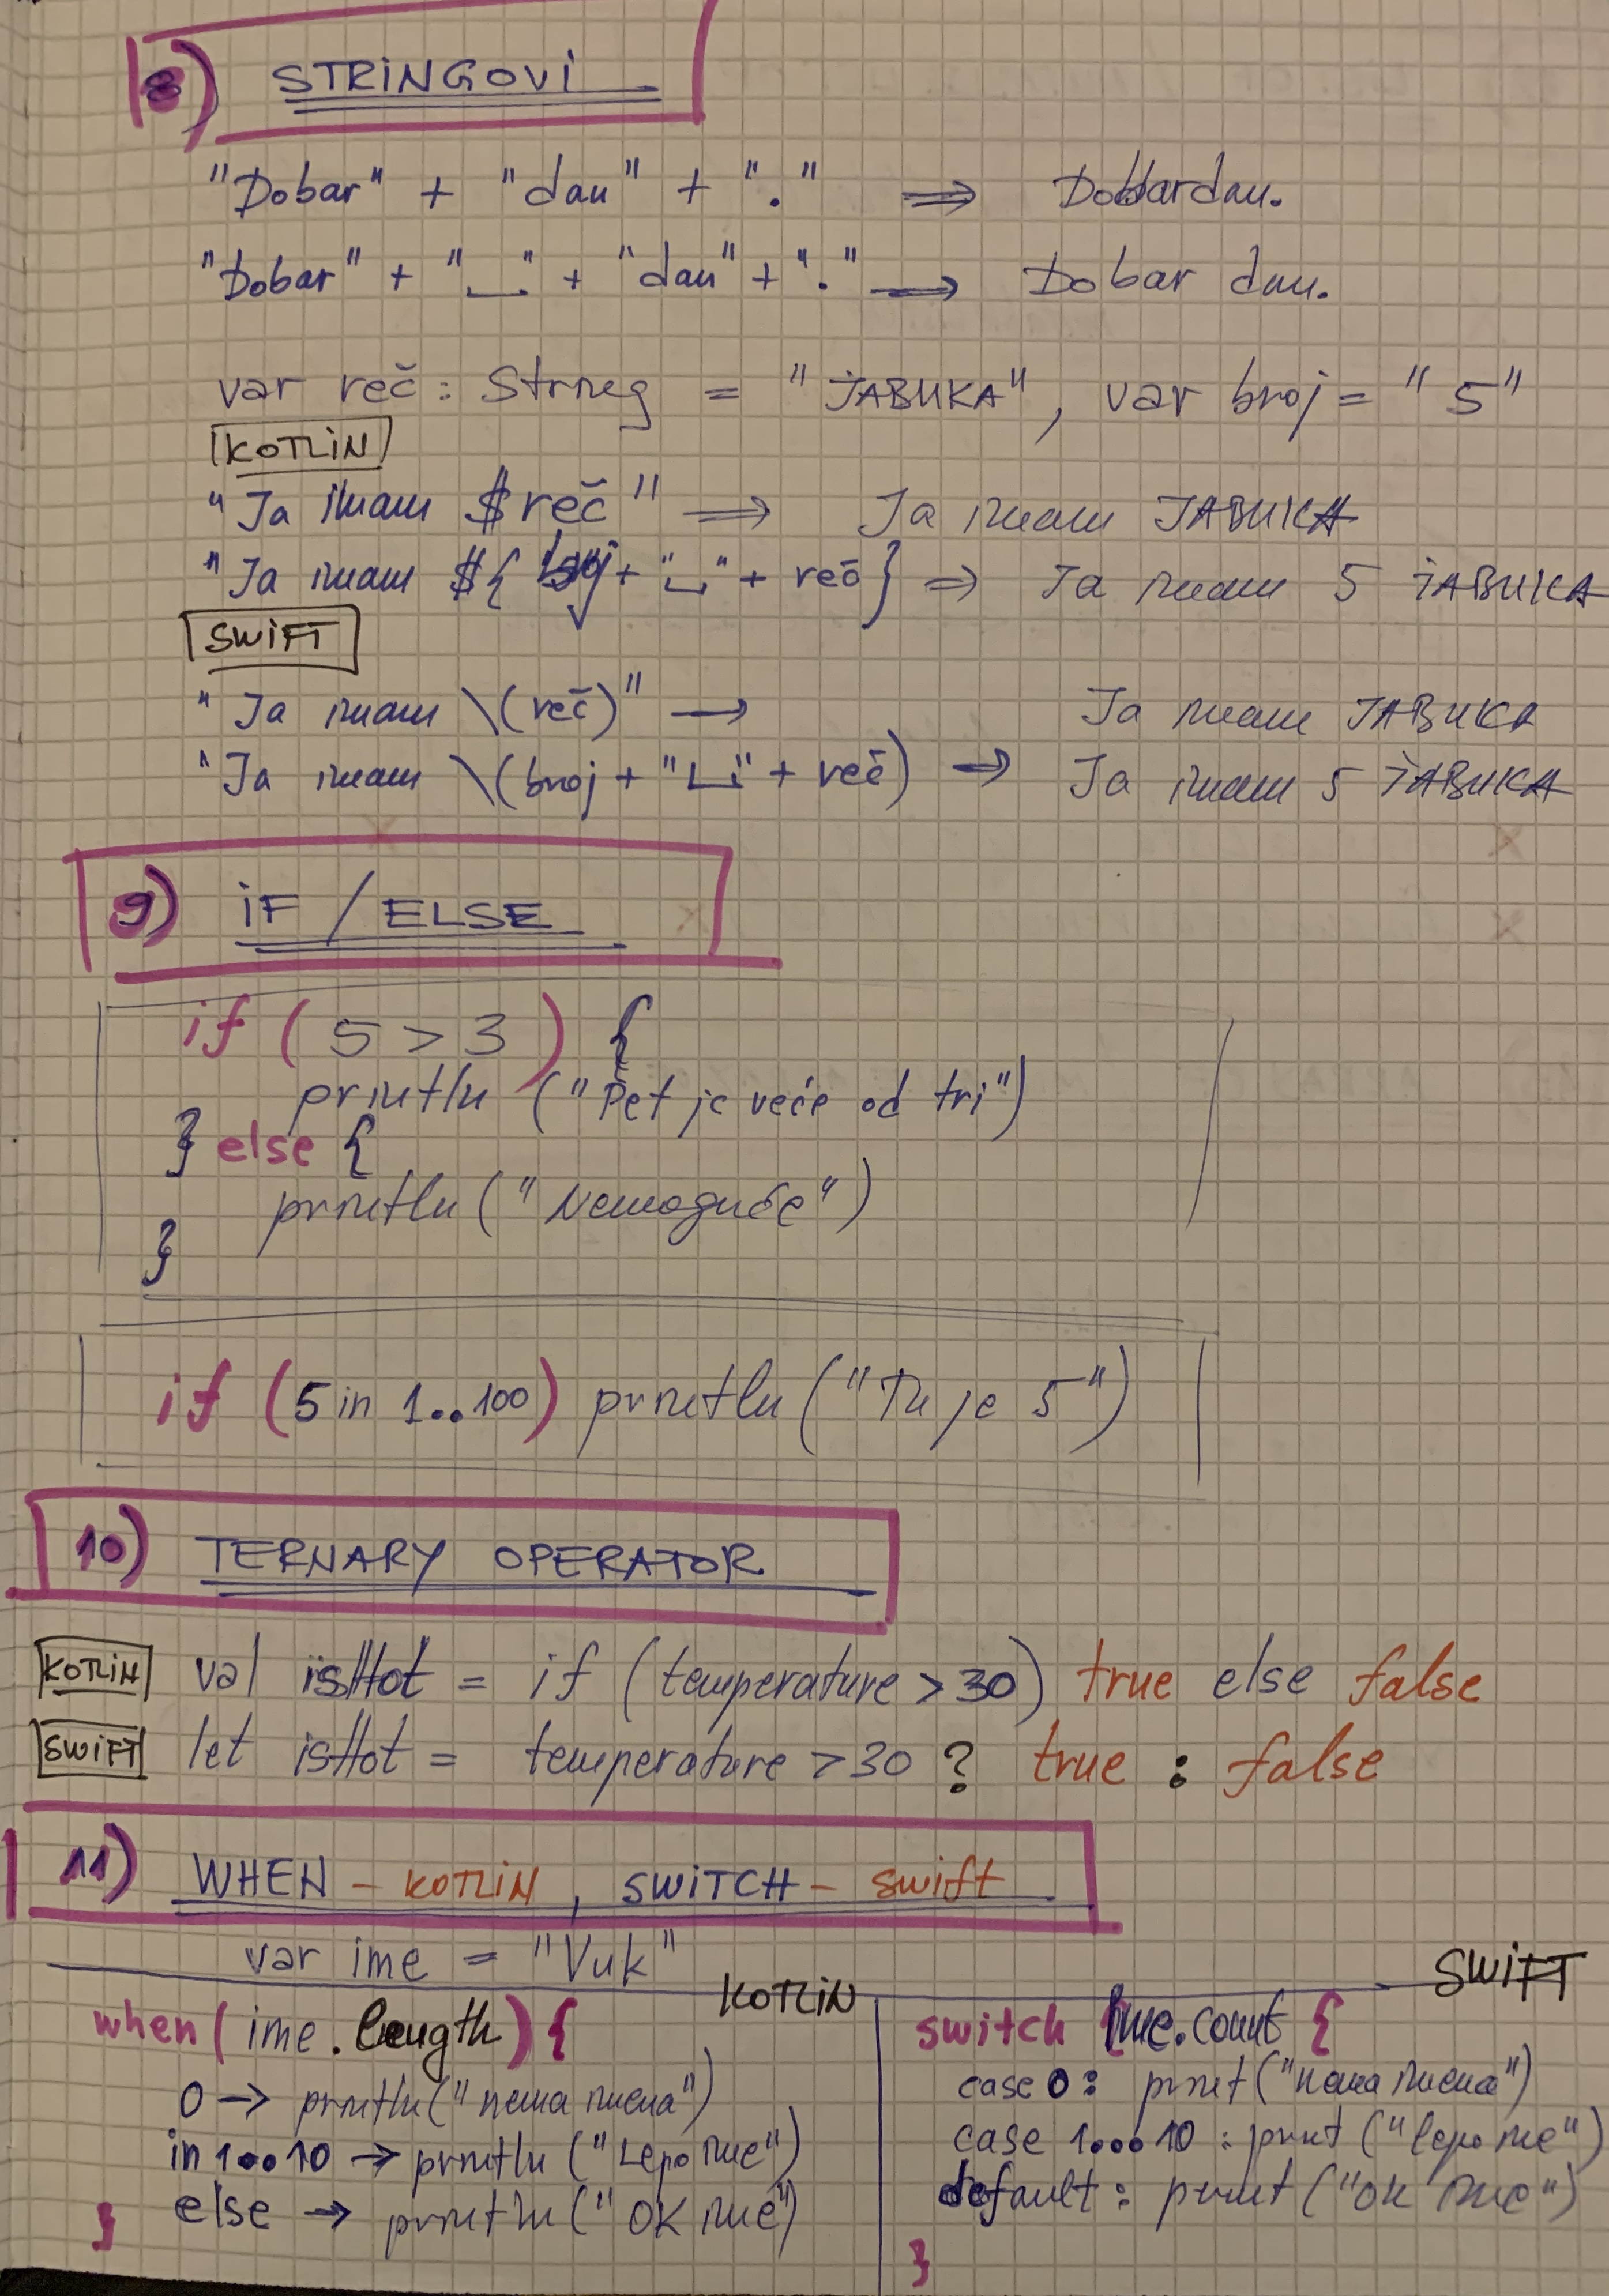 8) STRINGOVI
"Dobar" + "dan" + "." ⟹ Dobardan.
"Dobar" + "␣" + "dan" + "." ⟶ Dobar dan.
var reč : String = "JABUKA", var broj = "5"
KOTLIN
"Ja imam $reč" ⟹ Ja imam JABUKA
"Ja imam ${ broj + "␣" + reč} ⇒ Ja imam 5 JABUKA
SWIFT
"Ja imam \(reč)" ⟶ Ja imam JABUKA
"Ja imam \(broj + "␣" + reč) ⇒ Ja imam 5 JABUKA
9) IF / ELSE
if ( 5 > 3 ) {
println ("Pet je veće od tri")
} else {
println ("Nemoguće")
}
if (5 in 1..100) println ("Tu je 5")
10) TERNARY OPERATOR
KOTLIN val isHot = if (temperature > 30) true else false
SWIFT let isHot = temperature > 30 ? true : false
11) WHEN - KOTLIN, SWITCH - Swift
var ime = "Vuk"
KOTLIN
when ( ime.length ) {
0 -> println("nema imena")
in 1..10 -> println ("Lepo ime")
else -> println ("OK ime")
}
SWIFT
switch ime.count {
case 0: print("nema imena")
case 1...10 : print ("lepo ime")
default : print ("OK ime")
}